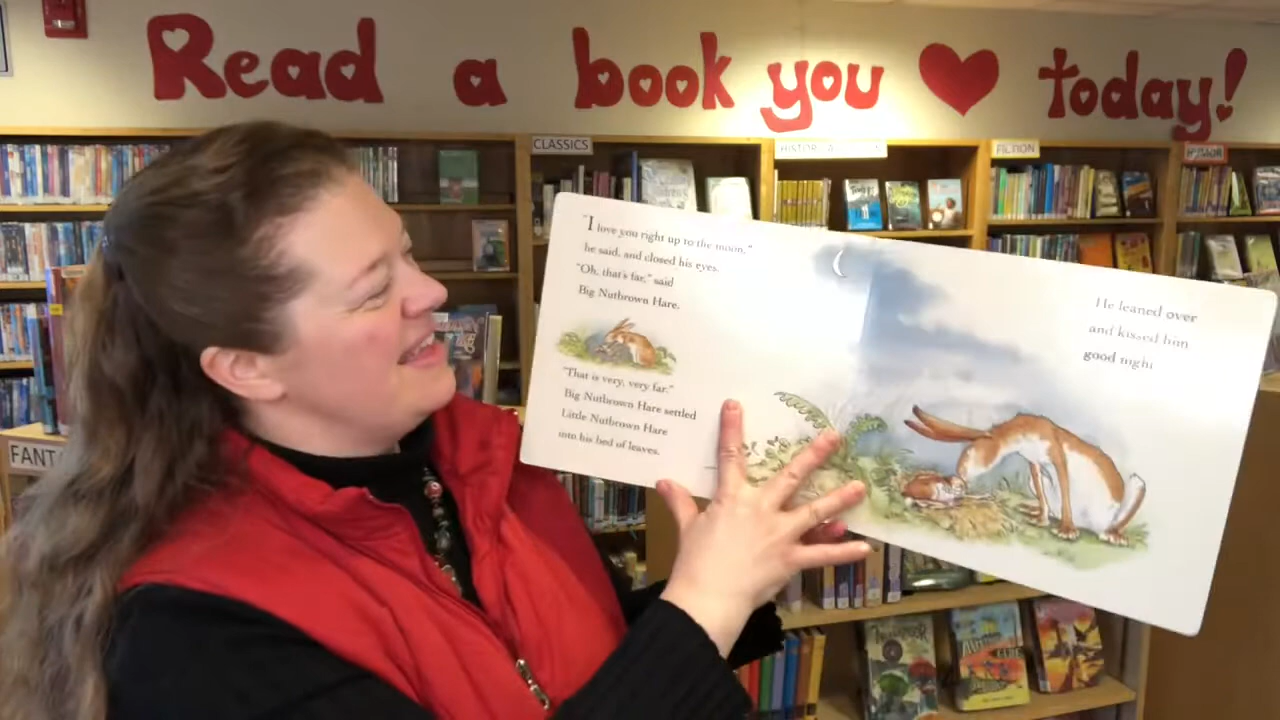 Read a book you today!
CLASSICS
FICTION
HUMOR
FANT
"I love you right up to the moon,"
he said, and closed his eyes.
"Oh, that's far," said
Big Nutbrown Hare.
"That is very, very far."
Big Nutbrown Hare settled
Little Nutbrown Hare
into his bed of leaves.
He leaned over
and kissed him
good night